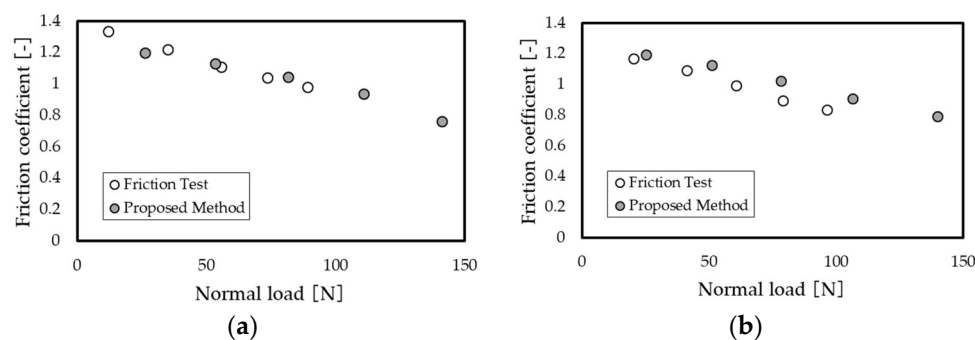 1.4
1.2
1
0.8
0.6
0.4
0.2
0
Friction coefficient [-]
Friction Test
Proposed Method
0 50 100 150
Normal load [N]
(a)
1.4
1.2
1
0.8
0.6
0.4
0.2
0
Friction coefficient [-]
Friction Test
Proposed Method
0 50 100 150
Normal load [N]
(b)